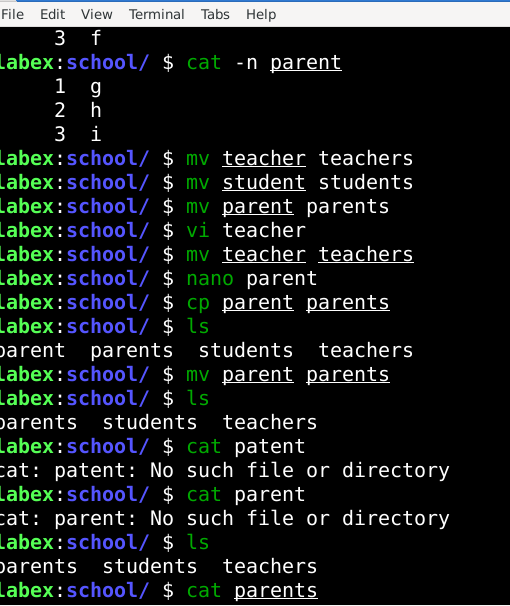 File Edit View Terminal Tabs Help
3 f
labex:school/ $ cat -n parent
1 g
2 h
3 i
labex:school/ $ mv teacher teachers
labex:school/ $ mv student students
labex:school/ $ mv parent parents
labex:school/ $ vi teacher
labex:school/ $ mv teacher teachers
labex:school/ $ nano parent
labex:school/ $ cp parent parents
labex:school/ $ ls
parent parents students teachers
labex:school/ $ mv parent parents
labex:school/ $ ls
parents students teachers
labex:school/ $ cat patent
cat: patent: No such file or directory
labex:school/ $ cat parent
cat: parent: No such file or directory
labex:school/ $ ls
parents students teachers
labex:school/ $ cat parents